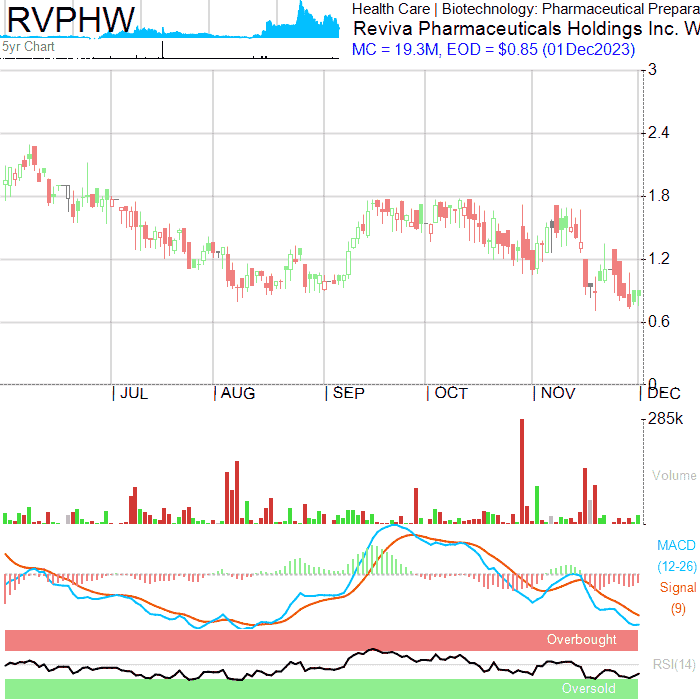 RVPHW
5yr Chart
Health Care | Biotechnology: Pharmaceutical Prepara
Reviva Pharmaceuticals Holdings Inc. W
MC = 19.3M, EOD = $0.85 (01Dec2023)
3
2.4
1.8
1.2
0.6
0
| JUL | AUG | SEP | OCT | NOV | DEC
285k
Volume
MACD
(12-26)
Signal
(9)
Overbought
RSI(14)
Oversold